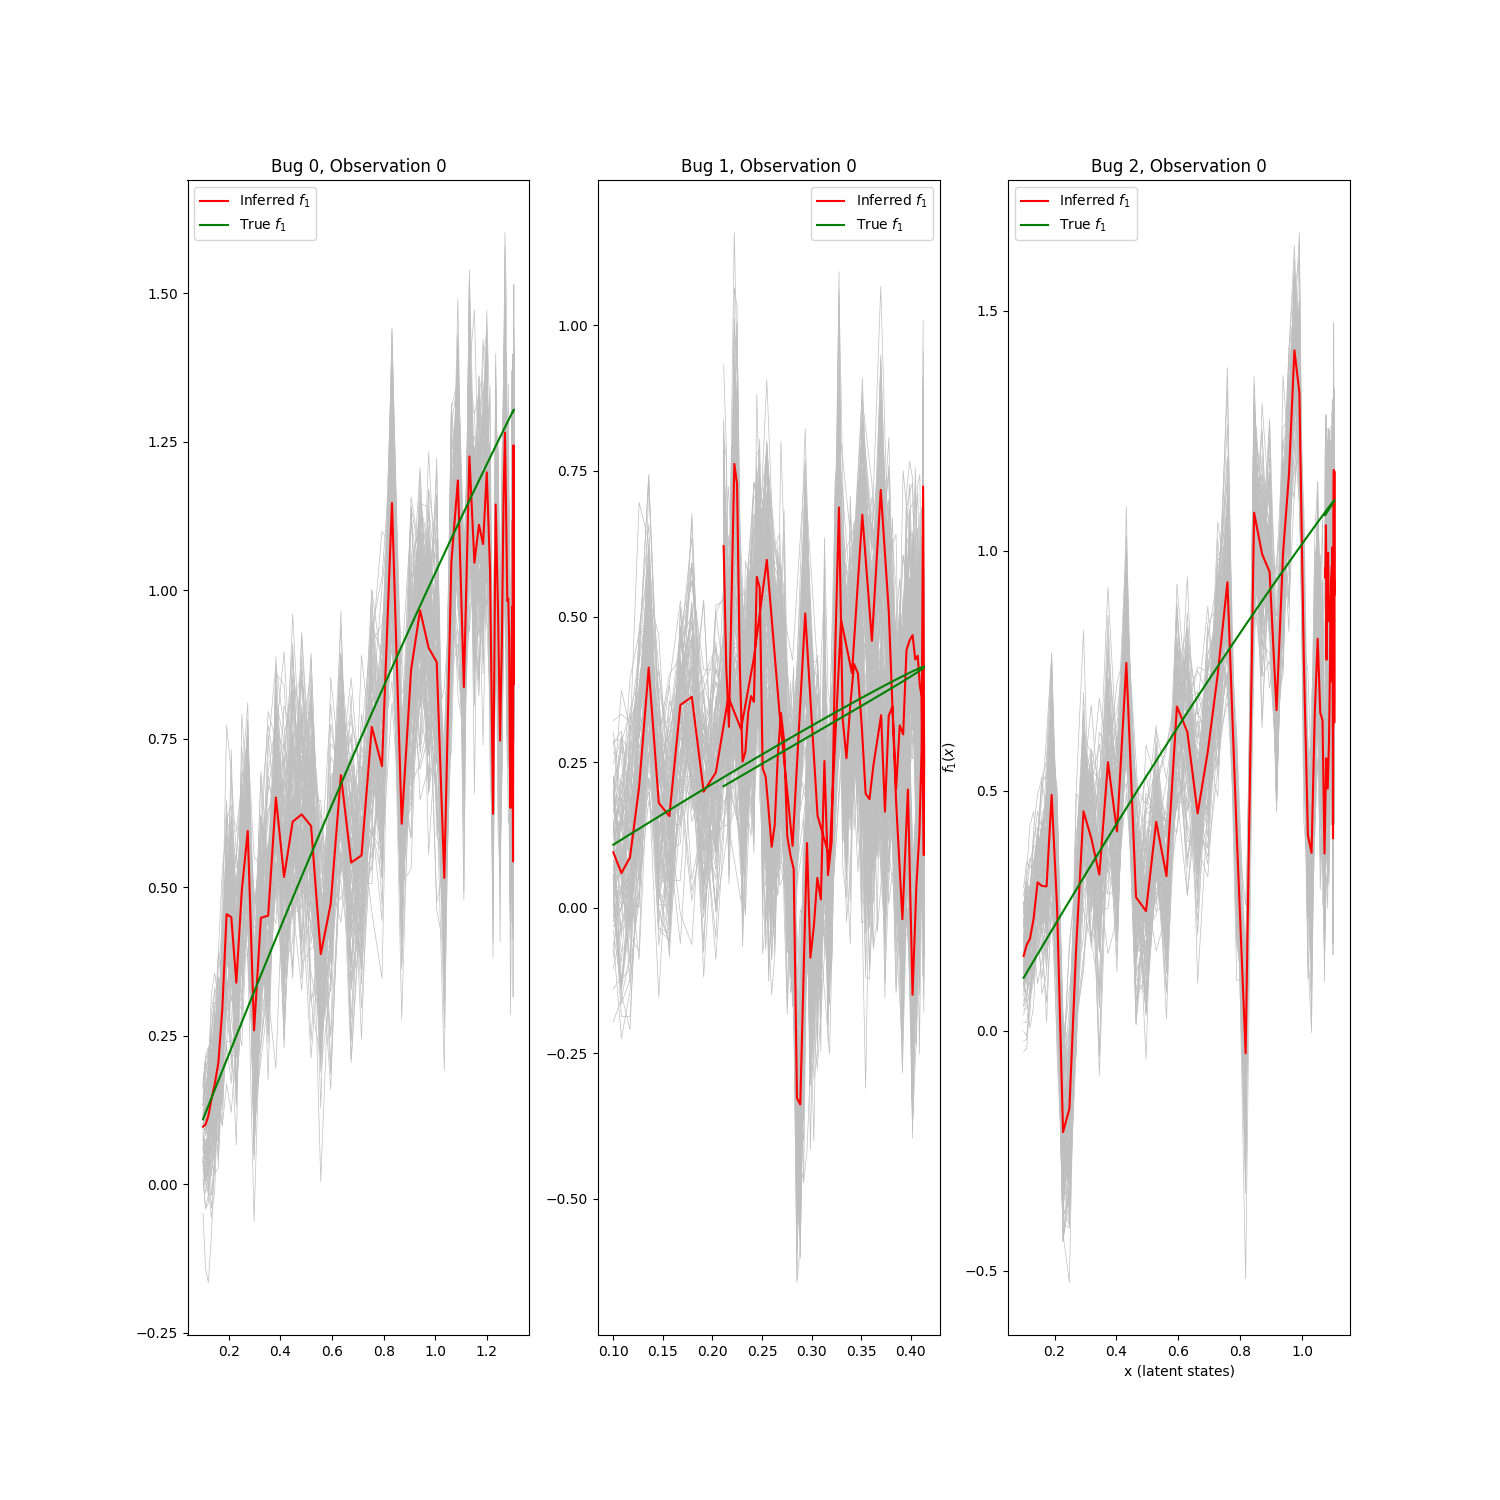 Bug 0, Observation 0
Inferred f₁
True f₁
1.50
1.25
1.00
0.75
0.50
0.25
0.00
−0.25
0.2 0.4 0.6 0.8 1.0 1.2
Bug 1, Observation 0
Inferred f₁
True f₁
1.00
0.75
0.50
0.25
0.00
−0.25
−0.50
0.10 0.15 0.20 0.25 0.30 0.35 0.40
Bug 2, Observation 0
Inferred f₁
True f₁
f₁(x)
1.5
1.0
0.5
0.0
−0.5
0.2 0.4 0.6 0.8 1.0
x (latent states)